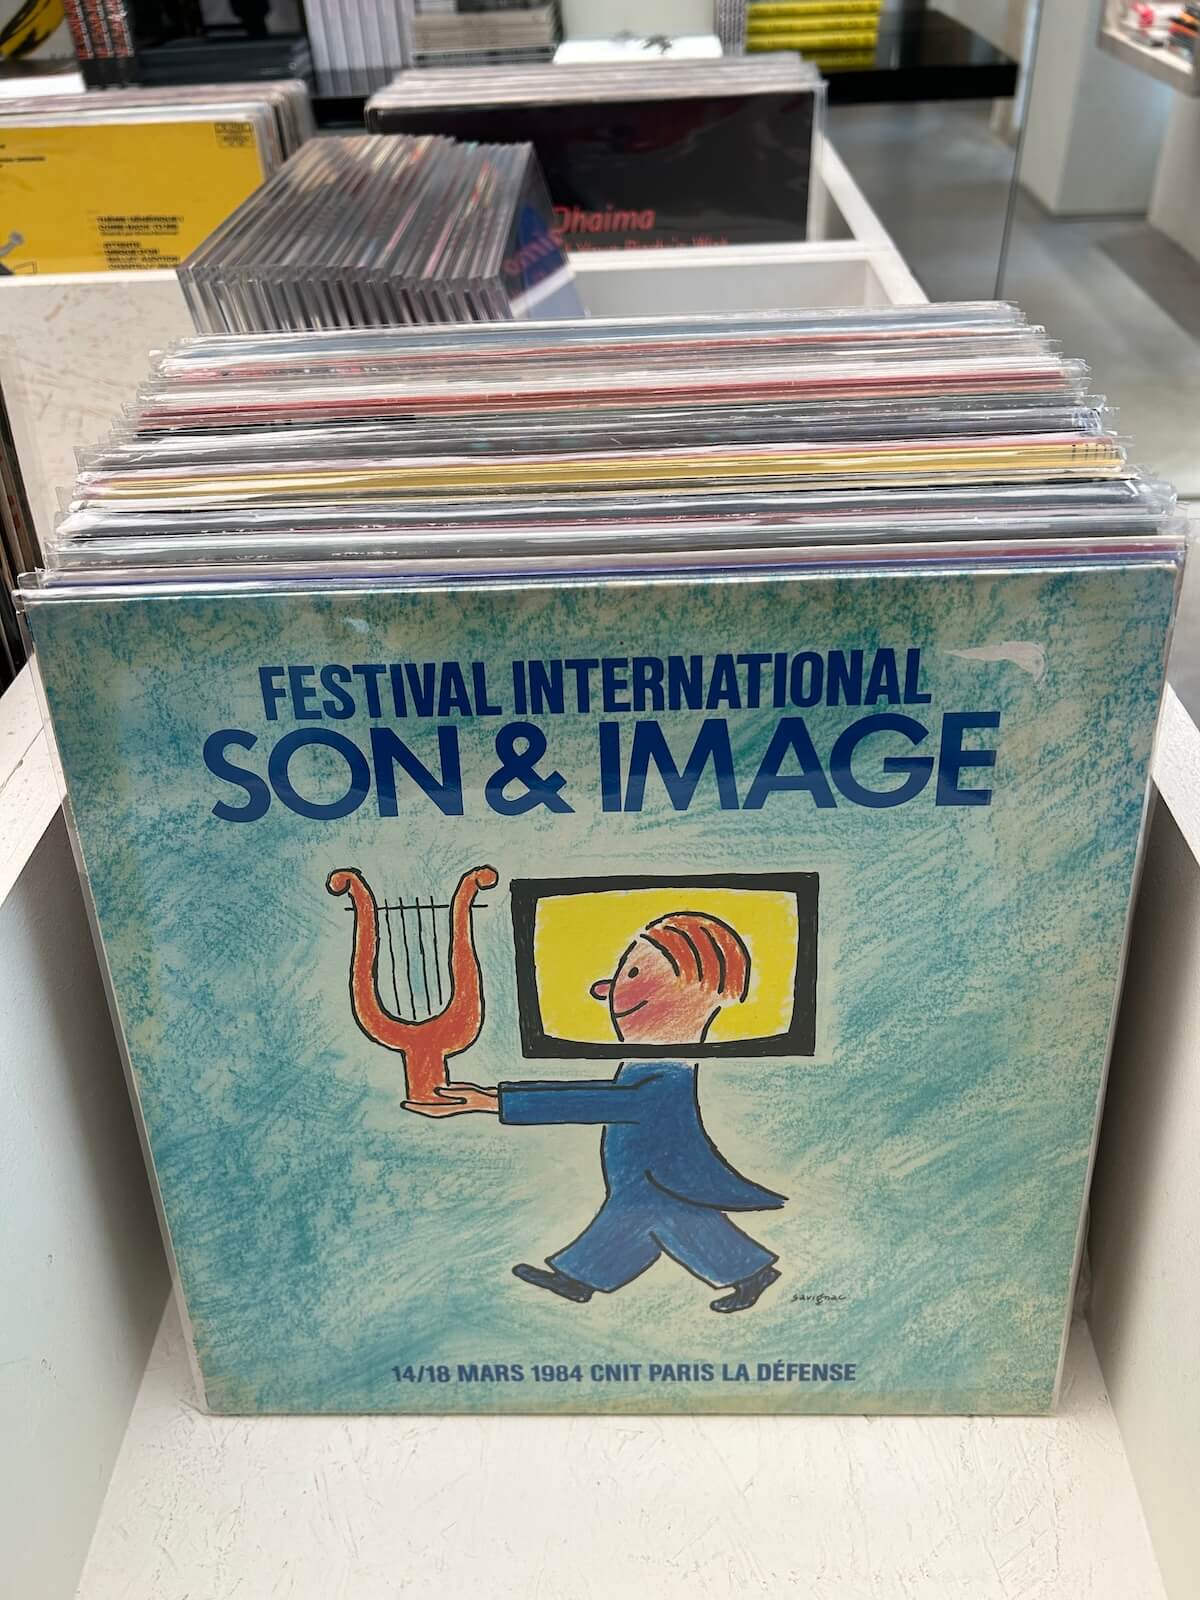 Dhaima
FESTIVAL INTERNATIONAL
SON & IMAGE
savignac
14/18 MARS 1984 CNIT PARIS LA DÉFENSE